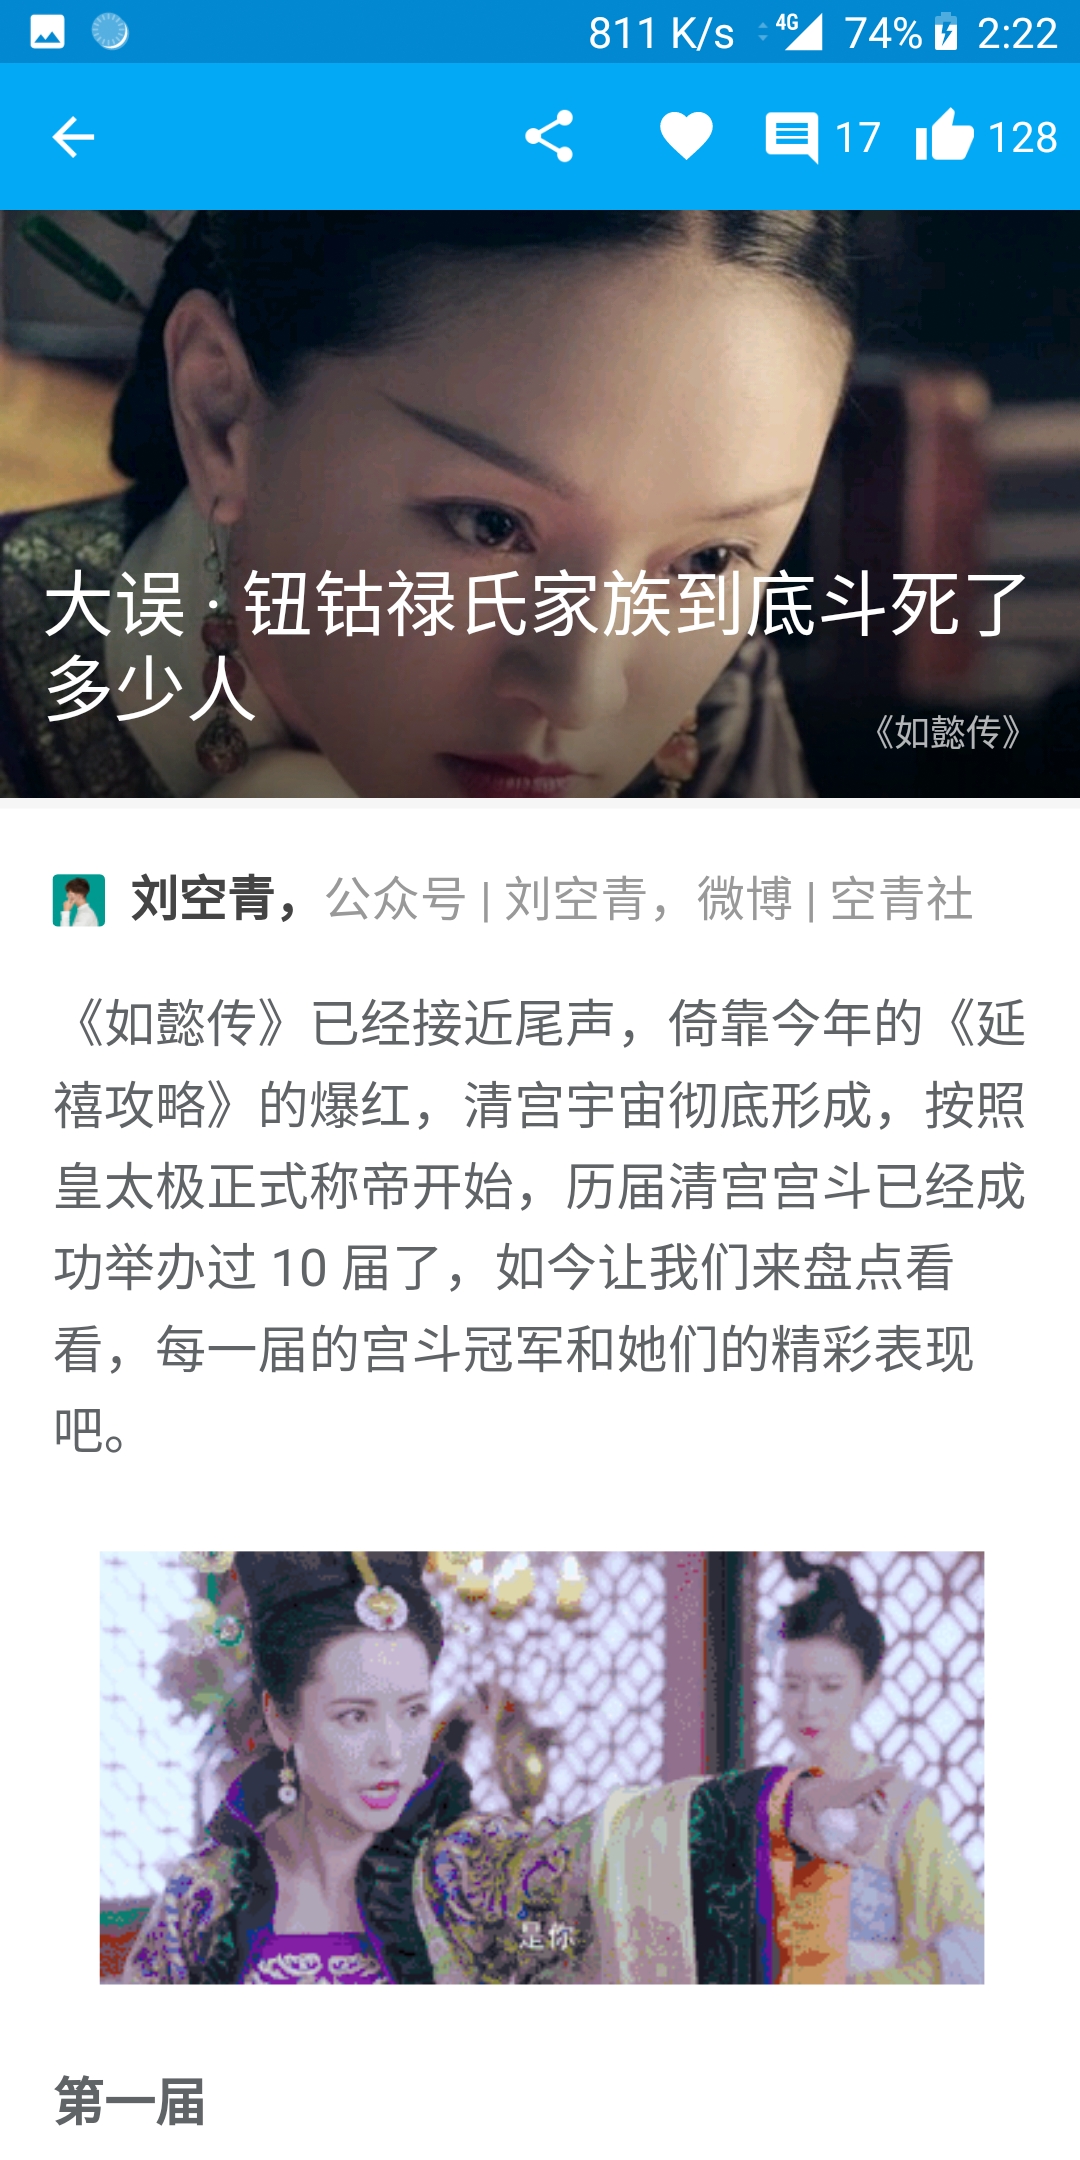 811 K/s 4G 74% 2:22
17 128
大误 · 钮钴禄氏家族到底斗死了
多少人
《如懿传》
刘空青，公众号 | 刘空青，微博 | 空青社
《如懿传》已经接近尾声，倚靠今年的《延
禧攻略》的爆红，清宫宇宙彻底形成，按照
皇太极正式称帝开始，历届清宫宫斗已经成
功举办过 10 届了，如今让我们来盘点看
看，每一届的宫斗冠军和她们的精彩表现
吧。
是你
第一届